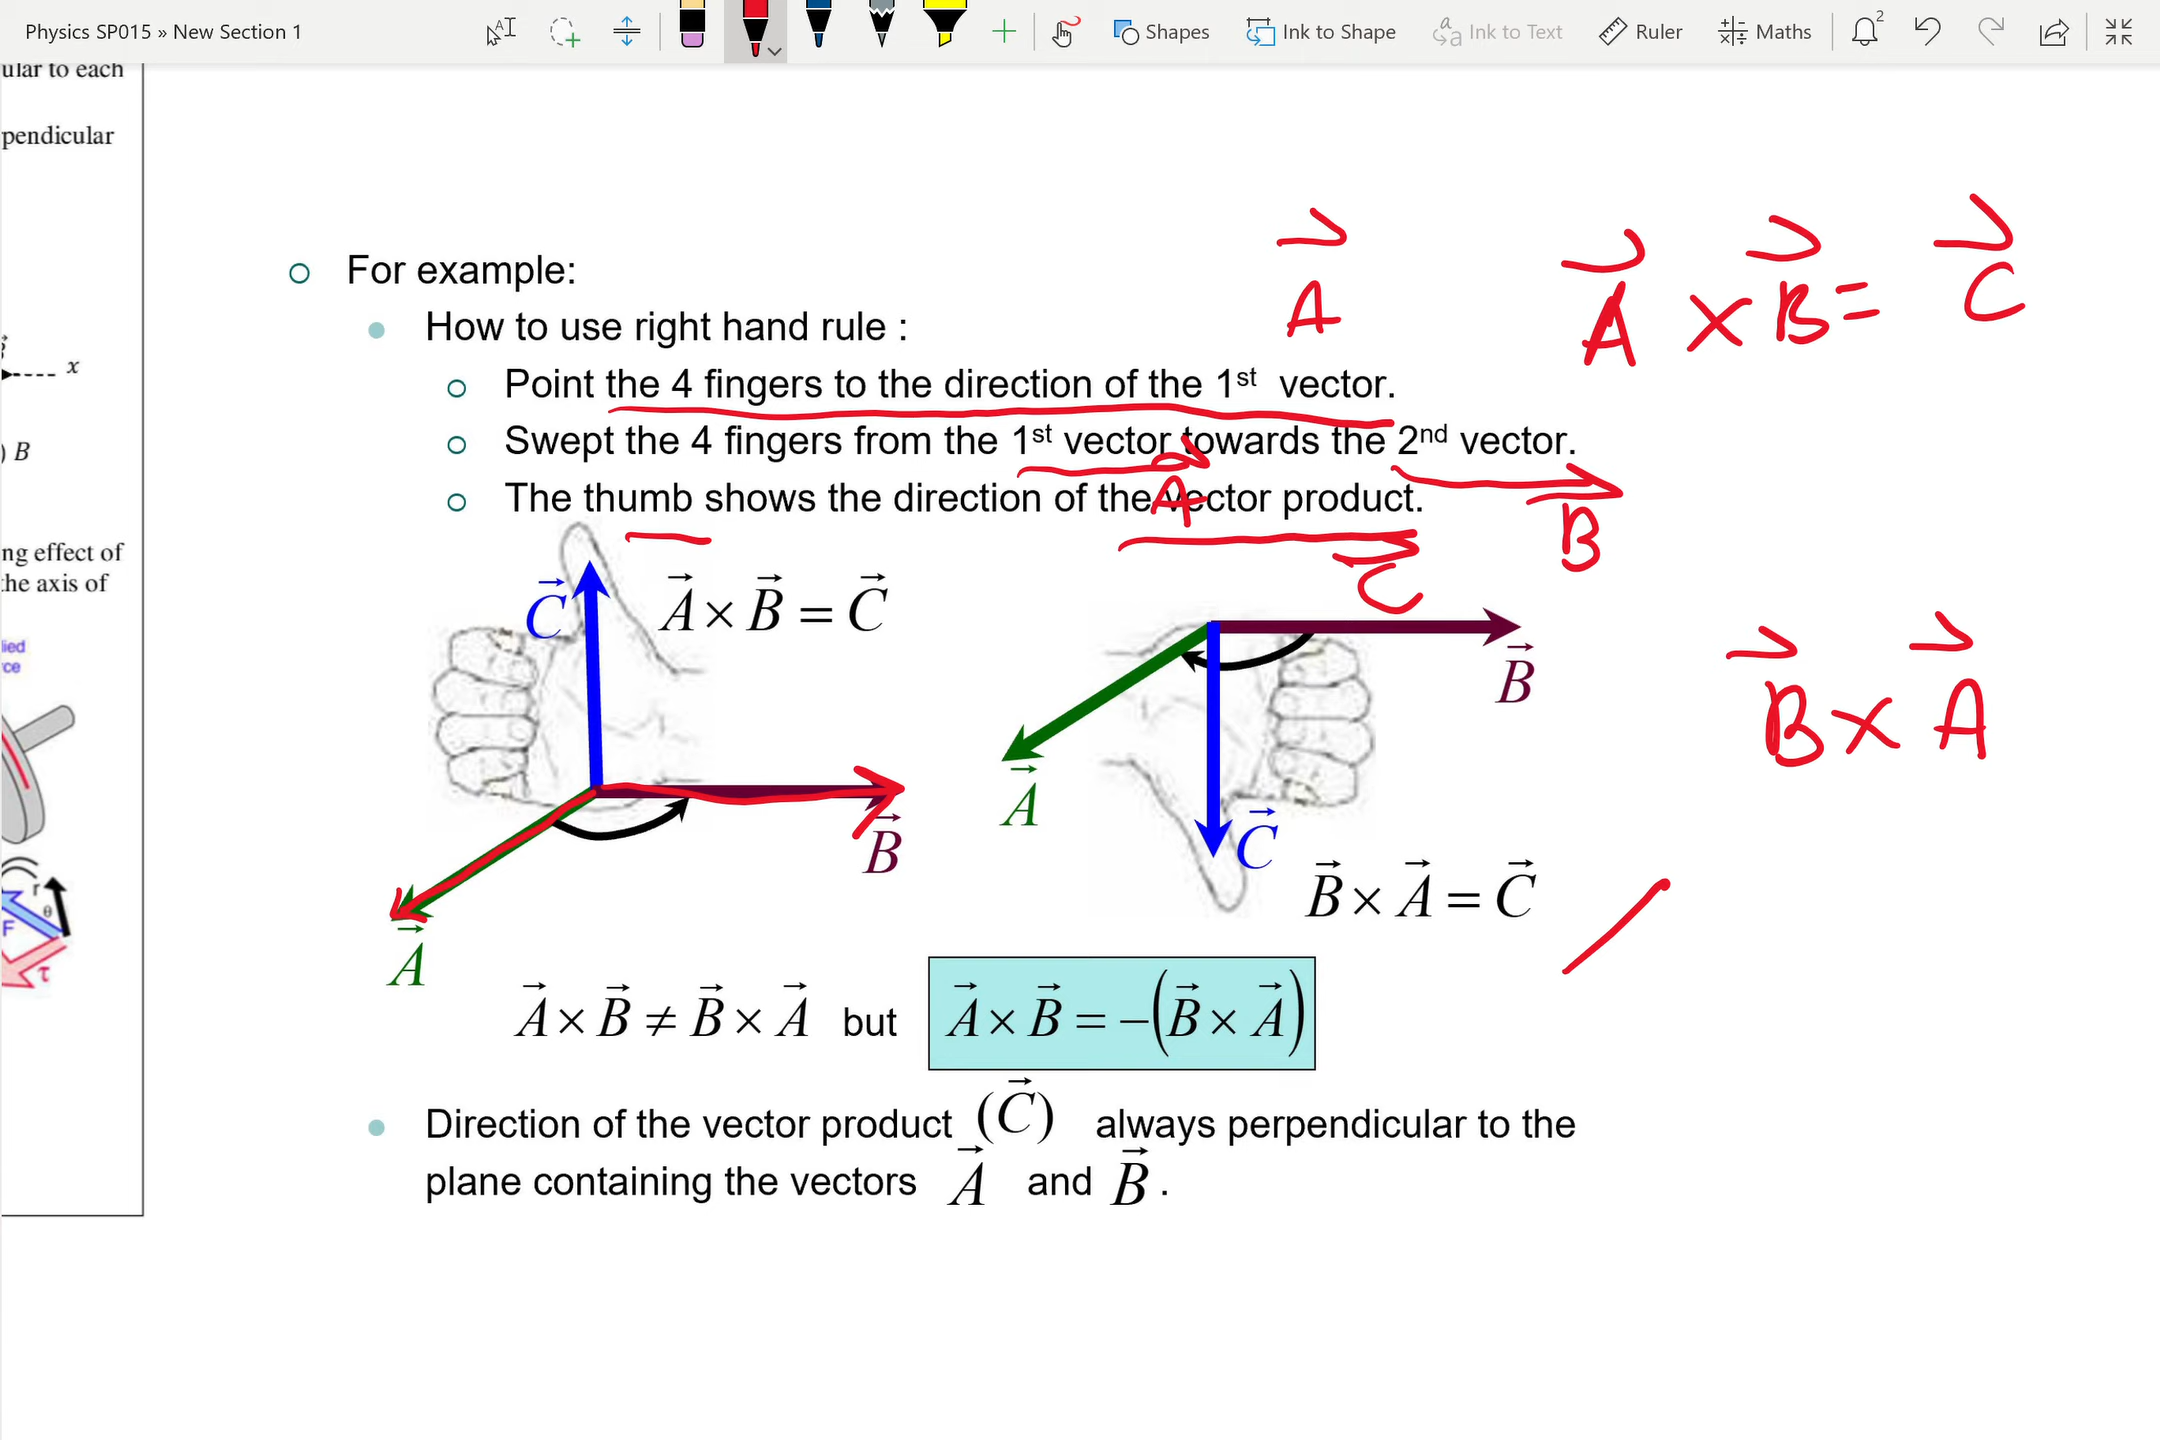 Physics SP015 » New Section 1
Shapes
Ink to Shape
Ink to Text
Ruler
Maths
2
ular to each
pendicular
x
) B
ng effect of
the axis of
lied
ce
r
θ
F
τ
For example:
How to use right hand rule :
Point the 4 fingers to the direction of the 1st vector.
Swept the 4 fingers from the 1st vector towards the 2nd vector.
The thumb shows the direction of the vector product.
A
A × B = C
A
B
C
B × A
C
A × B = C
B
A
B
A
C
B × A = C
A × B ≠ B × A but A × B = −(B × A)
Direction of the vector product (C) always perpendicular to the
plane containing the vectors A and B .